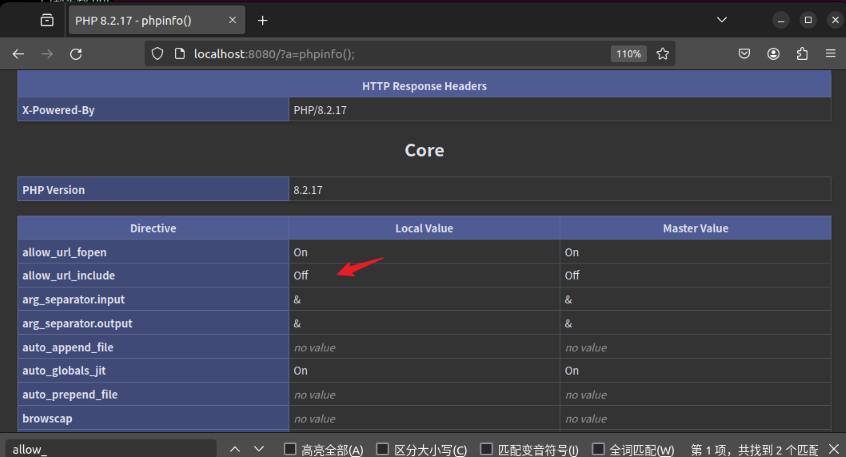 PHP 8.2.17 - phpinfo()
localhost:8080/?a=phpinfo();
110%
HTTP Response Headers
X-Powered-By PHP/8.2.17
Core
PHP Version 8.2.17
Directive Local Value Master Value
allow_url_fopen On On
allow_url_include Off Off
arg_separator.input & &
arg_separator.output & &
auto_append_file no value no value
auto_globals_jit On On
auto_prepend_file no value no value
browscap no value no value
allow_ 高亮全部(A) 区分大小写(C) 匹配变音符号(I) 全词匹配(W) 第 1 项，共找到 2 个匹配